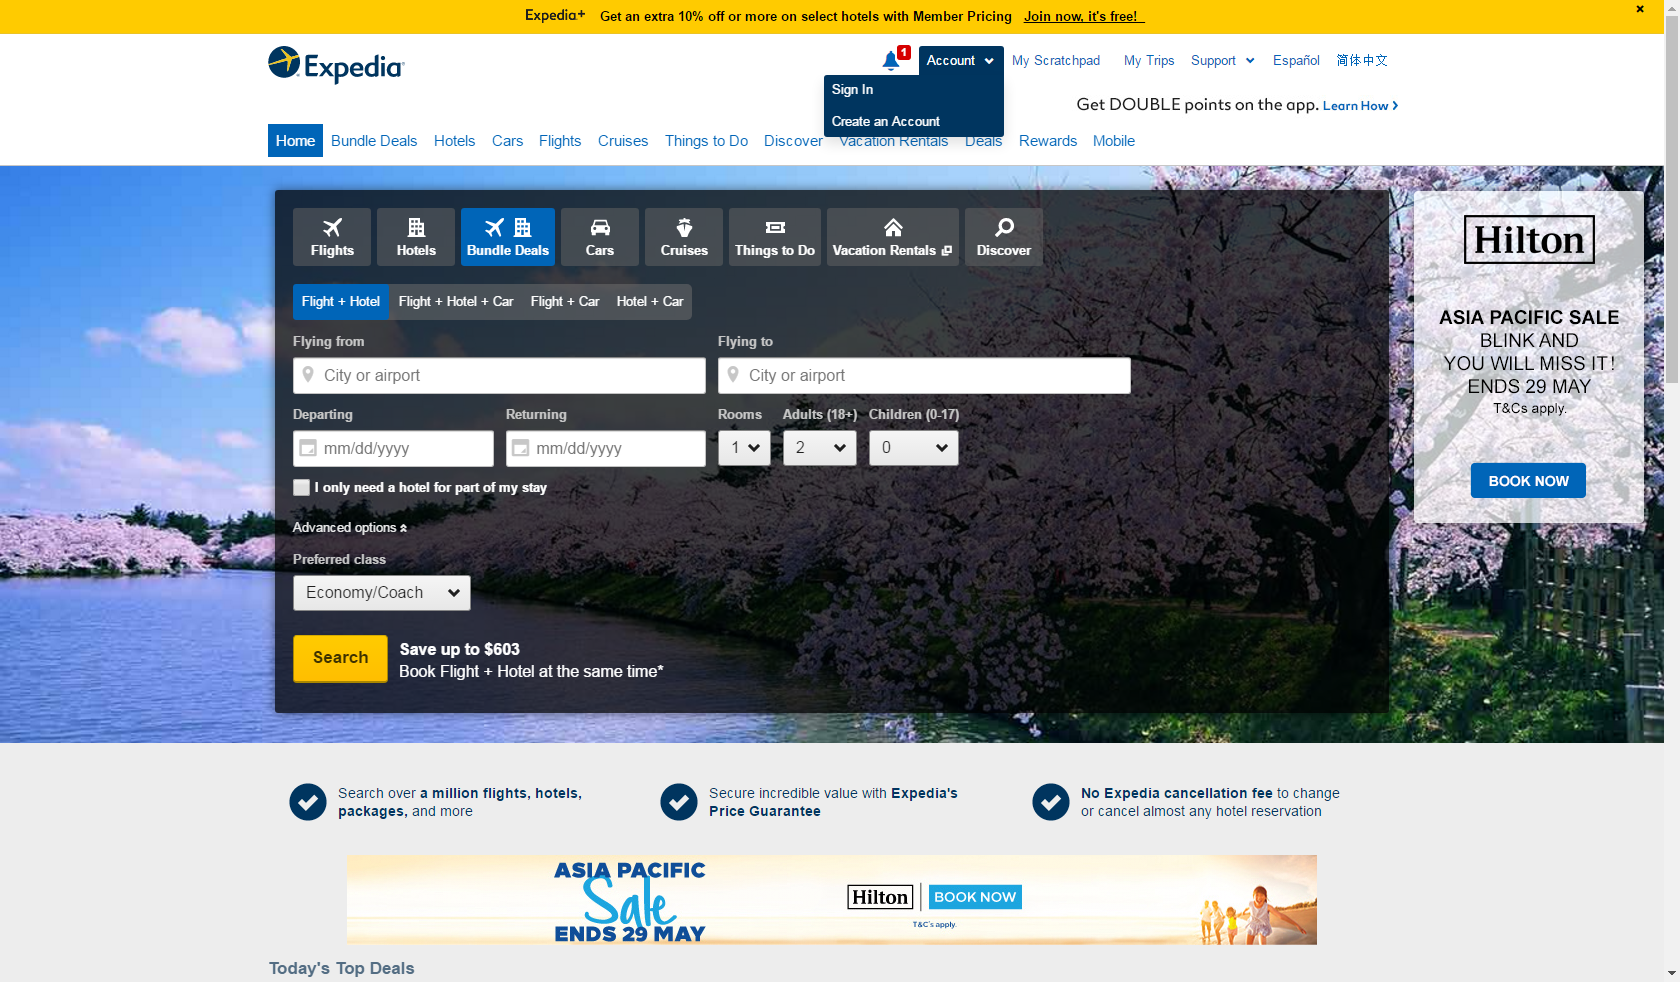 Expedia+ Get an extra 10% off or more on select hotels with Member Pricing Join now, it's free!
Expedia
1
Account
My Scratchpad
My Trips
Support
Español
简体中文
Sign In
Create an Account
Get DOUBLE points on the app. Learn How
Home
Bundle Deals
Hotels
Cars
Flights
Cruises
Things to Do
Discover
Vacation Rentals
Deals
Rewards
Mobile
Flights
Hotels
Bundle Deals
Cars
Cruises
Things to Do
Vacation Rentals
Discover
Flight + Hotel
Flight + Hotel + Car
Flight + Car
Hotel + Car
Flying from
Flying to
City or airport
City or airport
Departing
Returning
Rooms
Adults (18+)
Children (0-17)
mm/dd/yyyy
mm/dd/yyyy
1
2
0
I only need a hotel for part of my stay
Advanced options
Preferred class
Economy/Coach
Search
Save up to $603
Book Flight + Hotel at the same time*
Hilton
ASIA PACIFIC SALE
BLINK AND
YOU WILL MISS IT!
ENDS 29 MAY
T&Cs apply.
BOOK NOW
Search over a million flights, hotels,
packages, and more
Secure incredible value with Expedia's
Price Guarantee
No Expedia cancellation fee to change
or cancel almost any hotel reservation
ASIA PACIFIC
Sale
ENDS 29 MAY
Hilton
BOOK NOW
T&C's apply.
Today's Top Deals